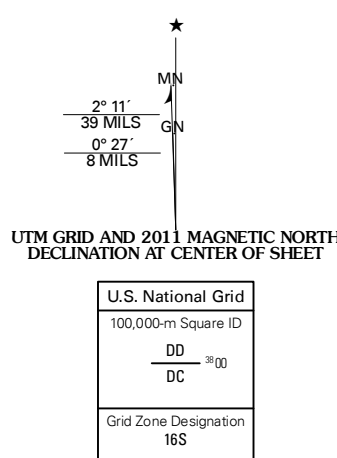 ★
MN
2° 11´
39 MILS
GN
0° 27´
8 MILS
UTM GRID AND 2011 MAGNETIC NORTH
DECLINATION AT CENTER OF SHEET
U.S. National Grid
100,000-m Square ID
DD
3800
DC
Grid Zone Designation
16S